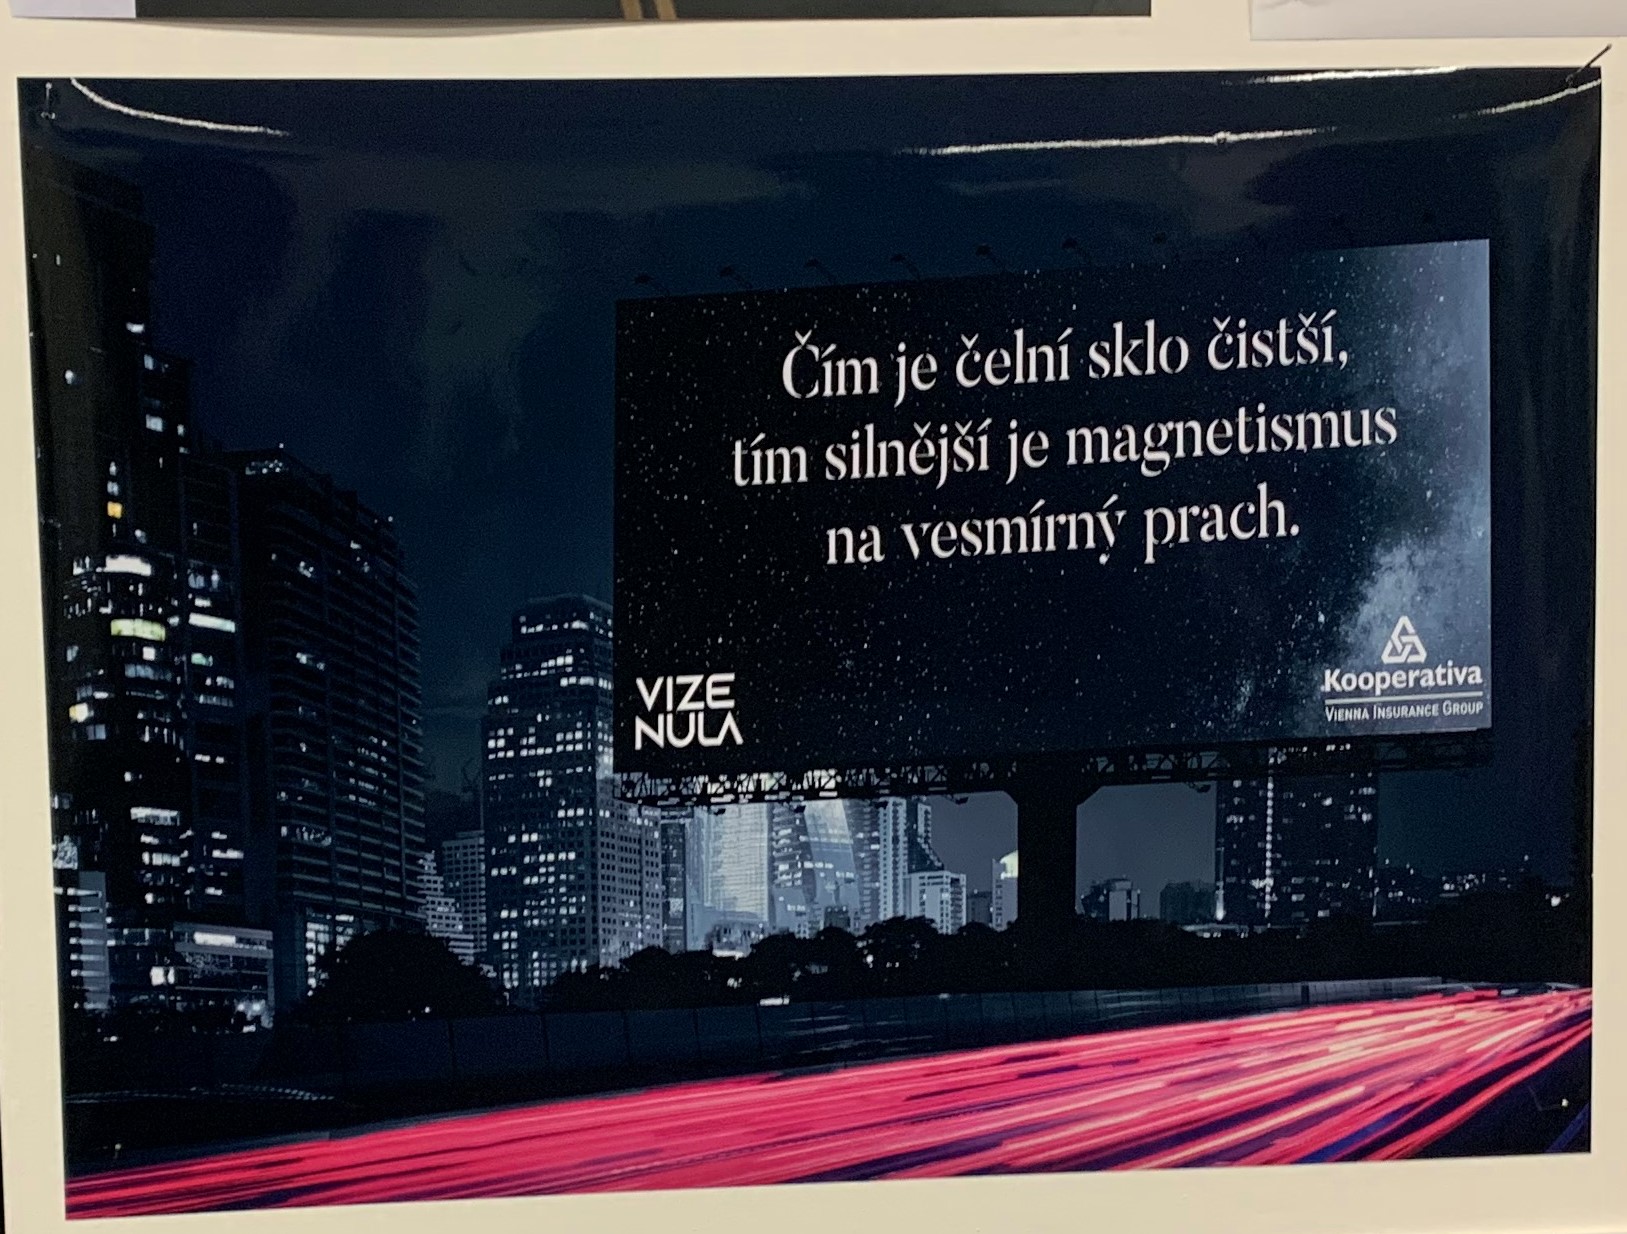 Čím je čelní sklo čistší,
tím silnější je magnetismus
na vesmírný prach.
VIZE
NULA
Kooperativa
VIENNA INSURANCE GROUP